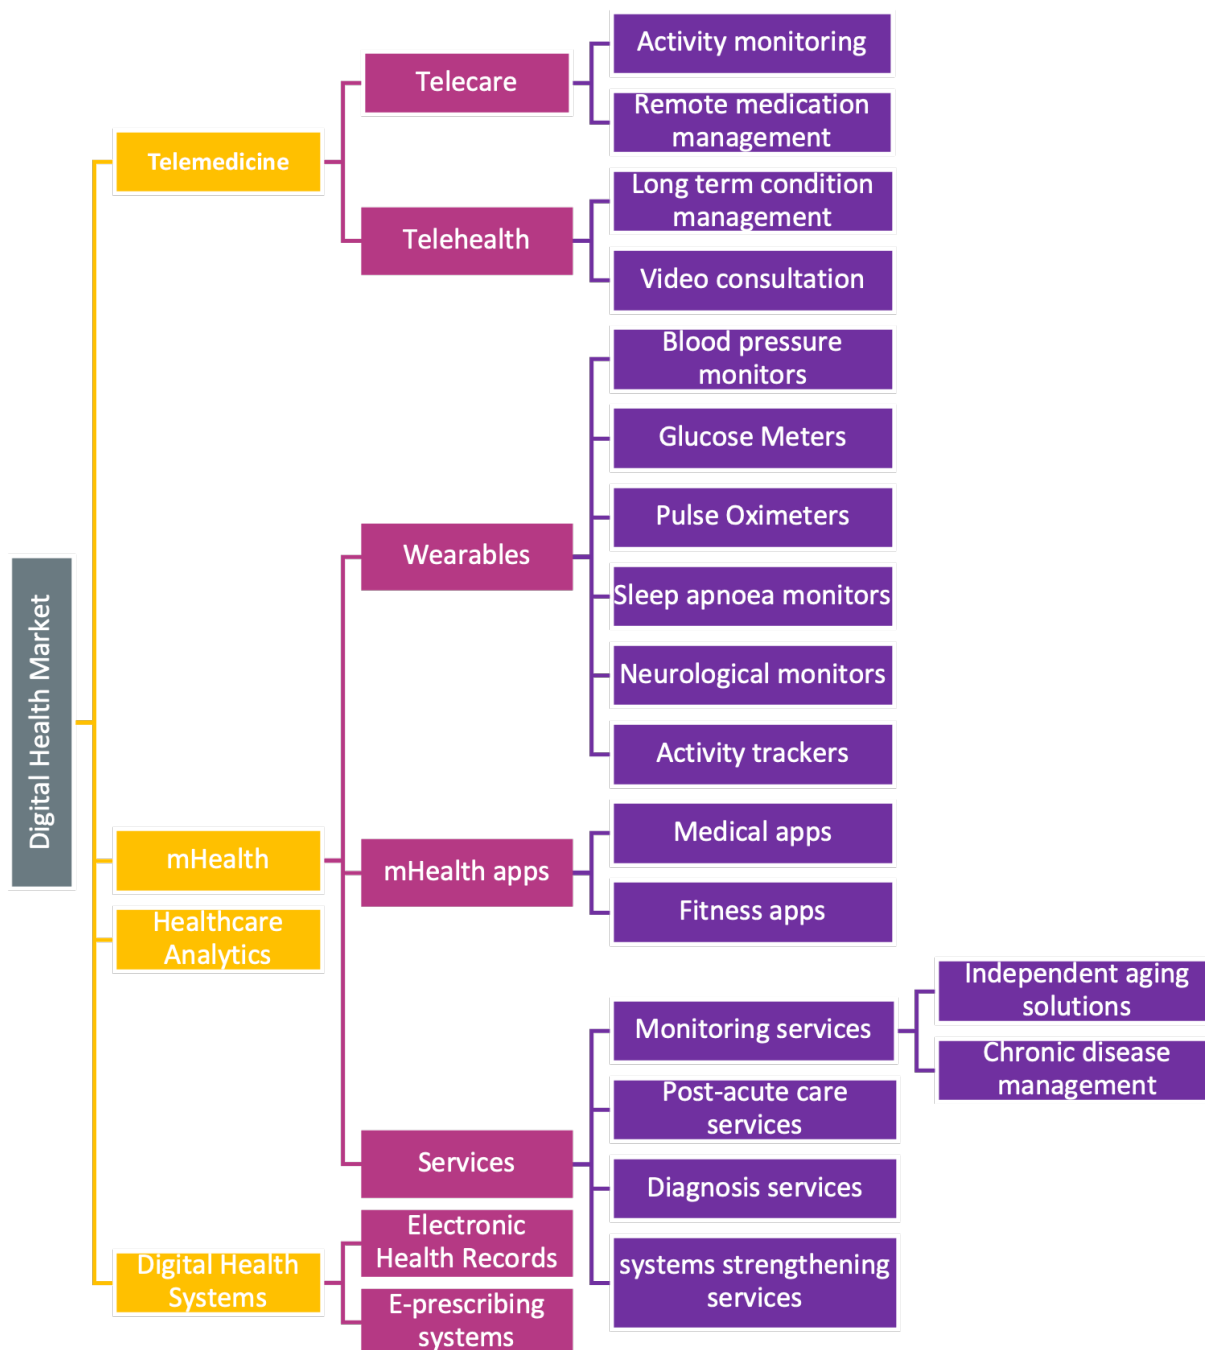 Digital Health Market
Telemedicine
Telecare
Activity monitoring
Remote medication
management
Telehealth
Long term condition
management
Video consultation
mHealth
Wearables
Blood pressure
monitors
Glucose Meters
Pulse Oximeters
Sleep apnoea monitors
Neurological monitors
Activity trackers
mHealth apps
Medical apps
Fitness apps
Services
Monitoring services
Independent aging
solutions
Chronic disease
management
Post-acute care
services
Diagnosis services
systems strengthening
services
Healthcare
Analytics
Digital Health
Systems
Electronic
Health Records
E-prescribing
systems